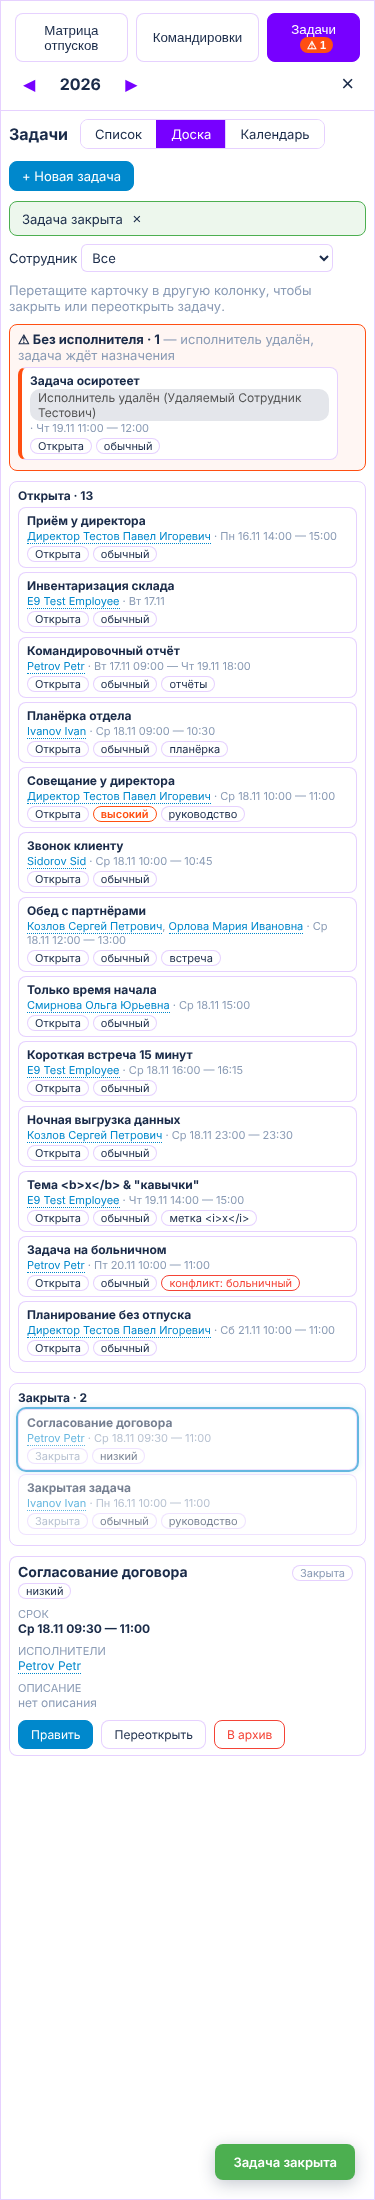 Матрица
отпусков
Командировки
Задачи
⚠ 1
◀ 2026 ▶ ×
Задачи
Список Доска Календарь
+ Новая задача
Задача закрыта ×
Сотрудник Все
Перетащите карточку в другую колонку, чтобы
закрыть или переоткрыть задачу.
⚠ Без исполнителя · 1 — исполнитель удалён,
задача ждёт назначения
Задача осиротеет
Исполнитель удалён (Удаляемый Сотрудник
Тестович)
· Чт 19.11 11:00 — 12:00
Открыта обычный
Открыта · 13
Приём у директора
Директор Тестов Павел Игоревич · Пн 16.11 14:00 — 15:00
Открыта обычный
Инвентаризация склада
E9 Test Employee · Вт 17.11
Открыта обычный
Командировочный отчёт
Petrov Petr · Вт 17.11 09:00 — Чт 19.11 18:00
Открыта обычный отчёты
Планёрка отдела
Ivanov Ivan · Ср 18.11 09:00 — 10:30
Открыта обычный планёрка
Совещание у директора
Директор Тестов Павел Игоревич · Ср 18.11 10:00 — 11:00
Открыта высокий руководство
Звонок клиенту
Sidorov Sid · Ср 18.11 10:00 — 10:45
Открыта обычный
Обед с партнёрами
Козлов Сергей Петрович, Орлова Мария Ивановна · Ср
18.11 12:00 — 13:00
Открыта обычный встреча
Только время начала
Смирнова Ольга Юрьевна · Ср 18.11 15:00
Открыта обычный
Короткая встреча 15 минут
E9 Test Employee · Ср 18.11 16:00 — 16:15
Открыта обычный
Ночная выгрузка данных
Козлов Сергей Петрович · Ср 18.11 23:00 — 23:30
Открыта обычный
Тема <b>x</b> & "кавычки"
E9 Test Employee · Чт 19.11 14:00 — 15:00
Открыта обычный метка <i>x</i>
Задача на больничном
Petrov Petr · Пт 20.11 10:00 — 11:00
Открыта обычный конфликт: больничный
Планирование без отпуска
Директор Тестов Павел Игоревич · Сб 21.11 10:00 — 11:00
Открыта обычный
Закрыта · 2
Согласование договора
Petrov Petr · Ср 18.11 09:30 — 11:00
Закрыта низкий
Закрытая задача
Ivanov Ivan · Пн 16.11 10:00 — 11:00
Закрыта обычный руководство
Согласование договора Закрыта
низкий
СРОК
Ср 18.11 09:30 — 11:00
ИСПОЛНИТЕЛИ
Petrov Petr
ОПИСАНИЕ
нет описания
Править Переоткрыть В архив
Задача закрыта